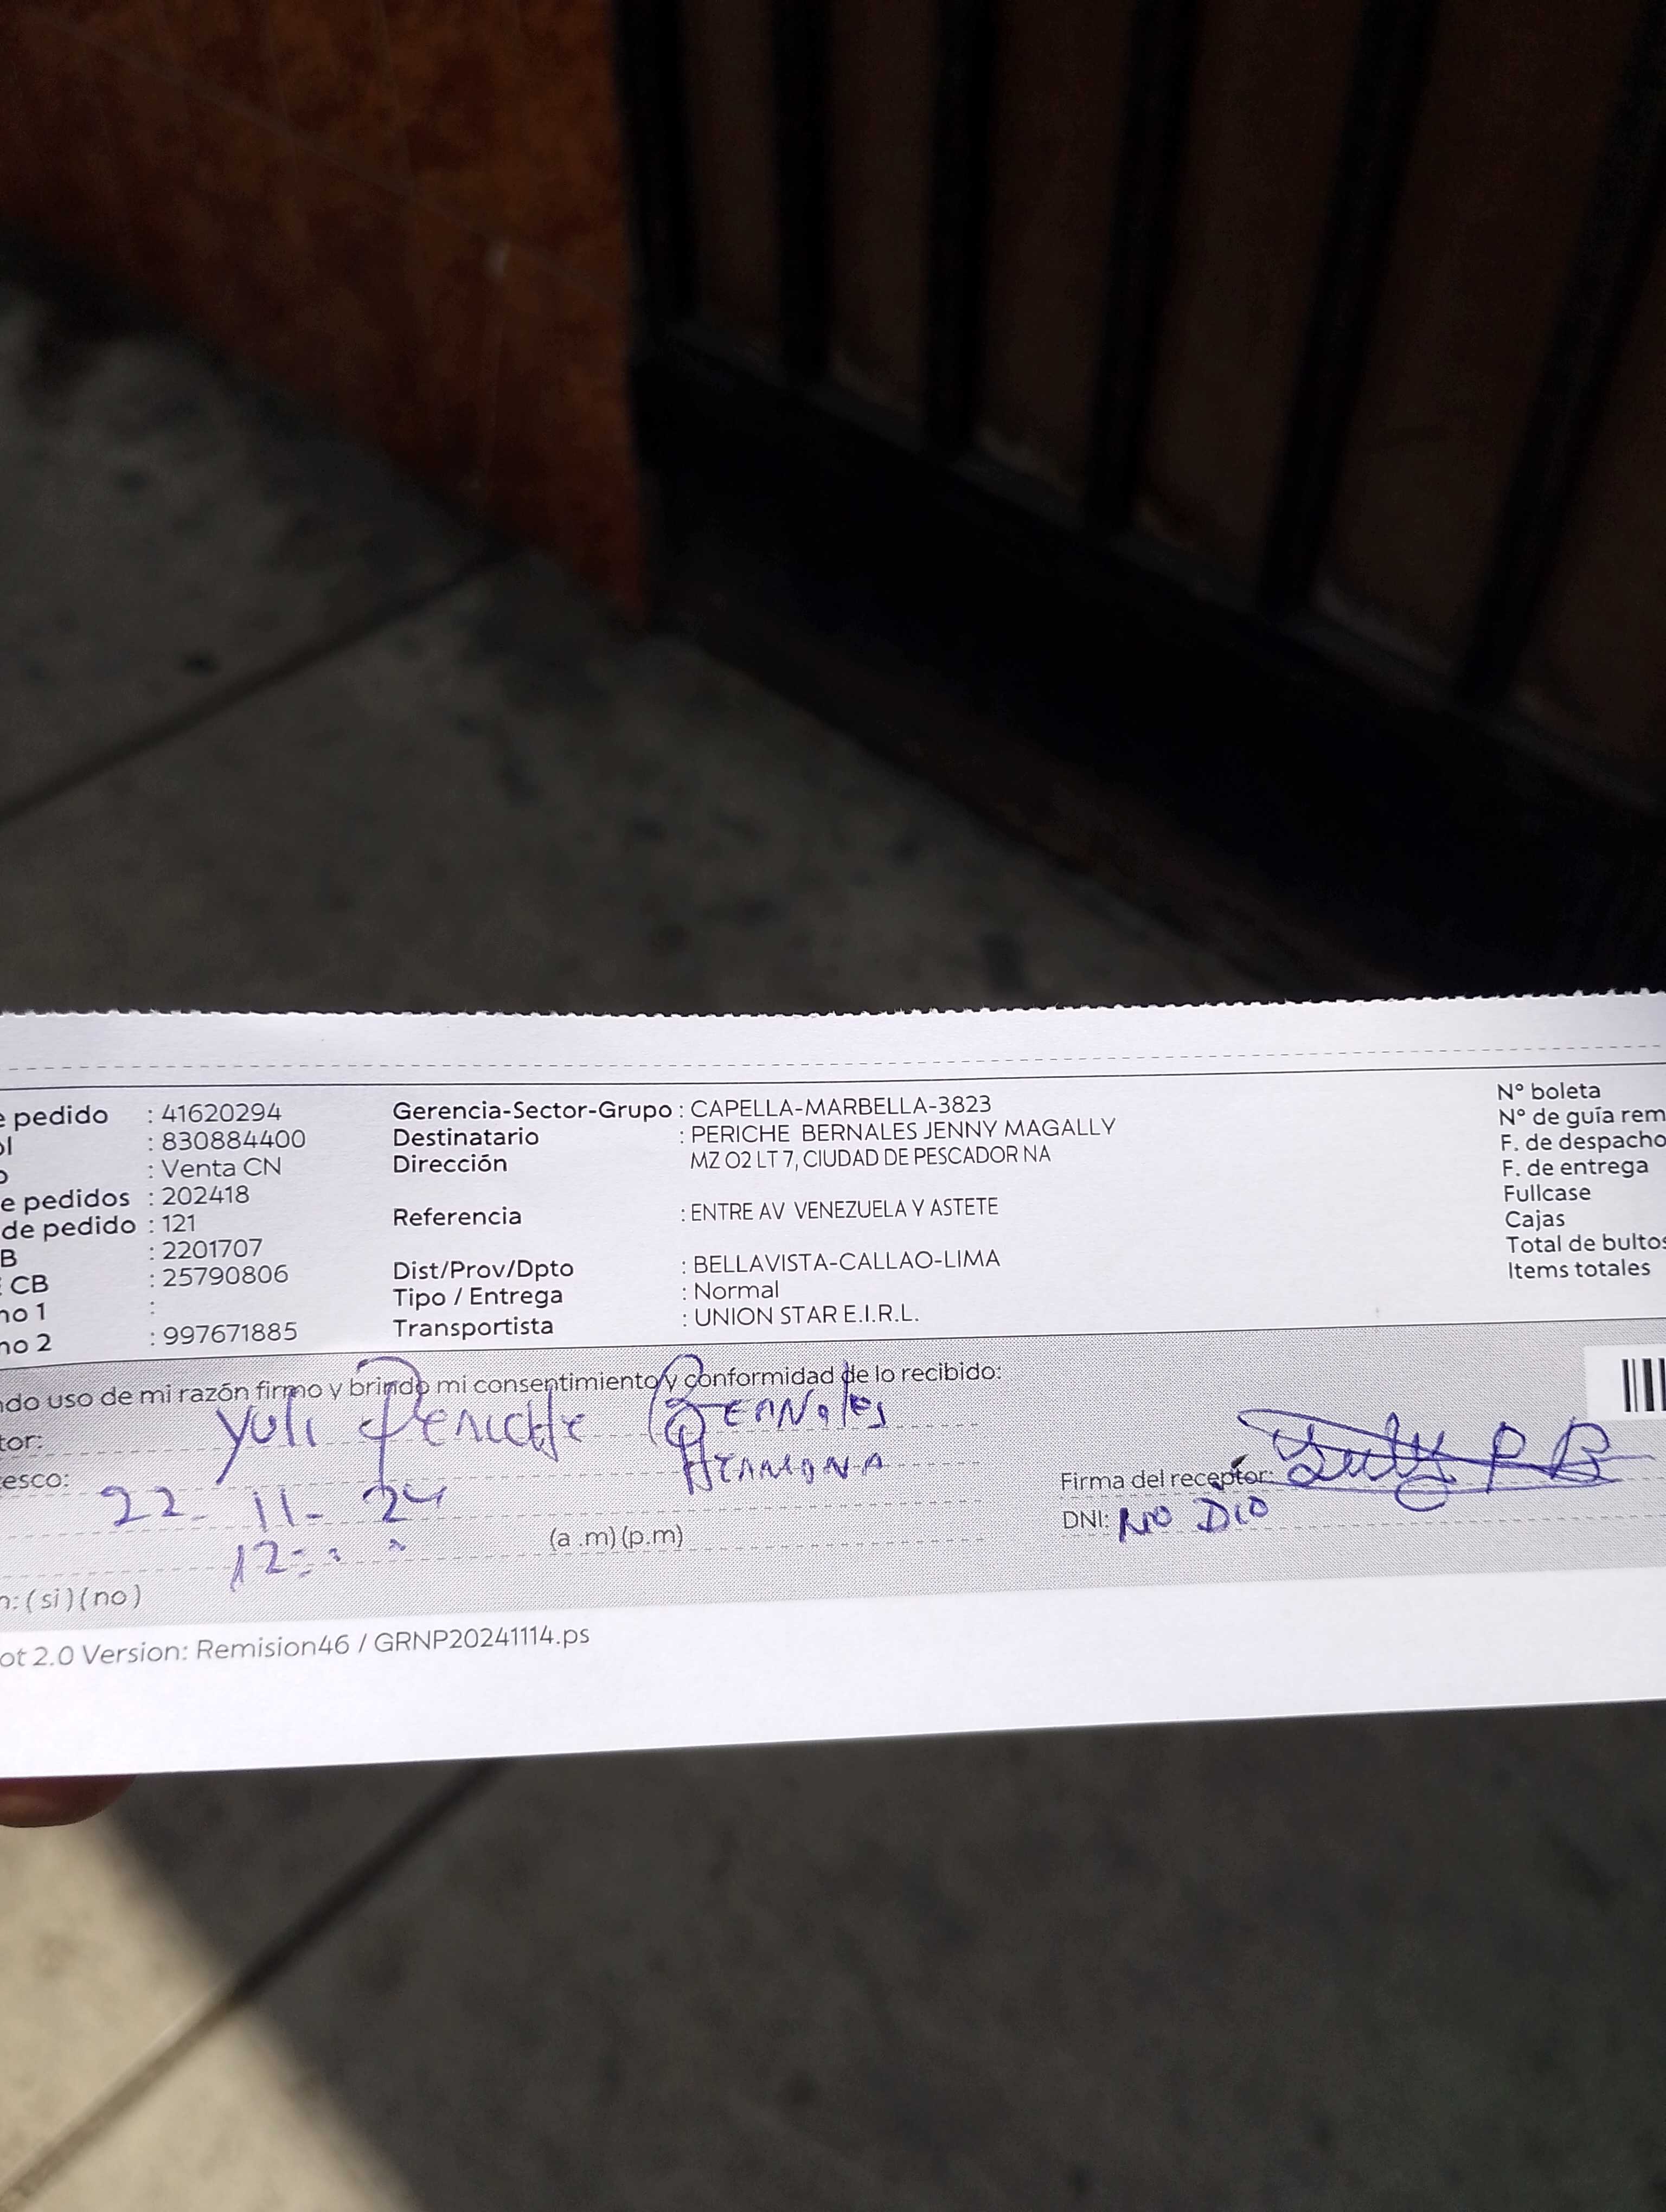 e pedido : 41620294
ol : 830884400
o : Venta CN
e pedidos : 202418
de pedido : 121
B : 2201707
CB : 25790806
no 1 :
no 2 : 997671885
Gerencia-Sector-Grupo : CAPELLA-MARBELLA-3823
Destinatario : PERICHE BERNALES JENNY MAGALLY
Dirección MZ O2 LT 7, CIUDAD DE PESCADOR NA
Referencia : ENTRE AV VENEZUELA Y ASTETE
Dist/Prov/Dpto : BELLAVISTA-CALLAO-LIMA
Tipo / Entrega : Normal
Transportista : UNION STAR E.I.R.L.
N° boleta
N° de guía rem
F. de despacho
F. de entrega
Fullcase
Cajas
Total de bultos
Items totales
ndo uso de mi razón firmo y brindo mi consentimiento y conformidad de lo recibido:
tor: Yuli Periche Bernales
esco: Hermana
22- 11- 24
12: (a .m) (p.m)
Firma del receptor: P B
DNI: No Dio
n: ( si ) ( no )
ot 2.0 Version: Remision46 / GRNP20241114.ps